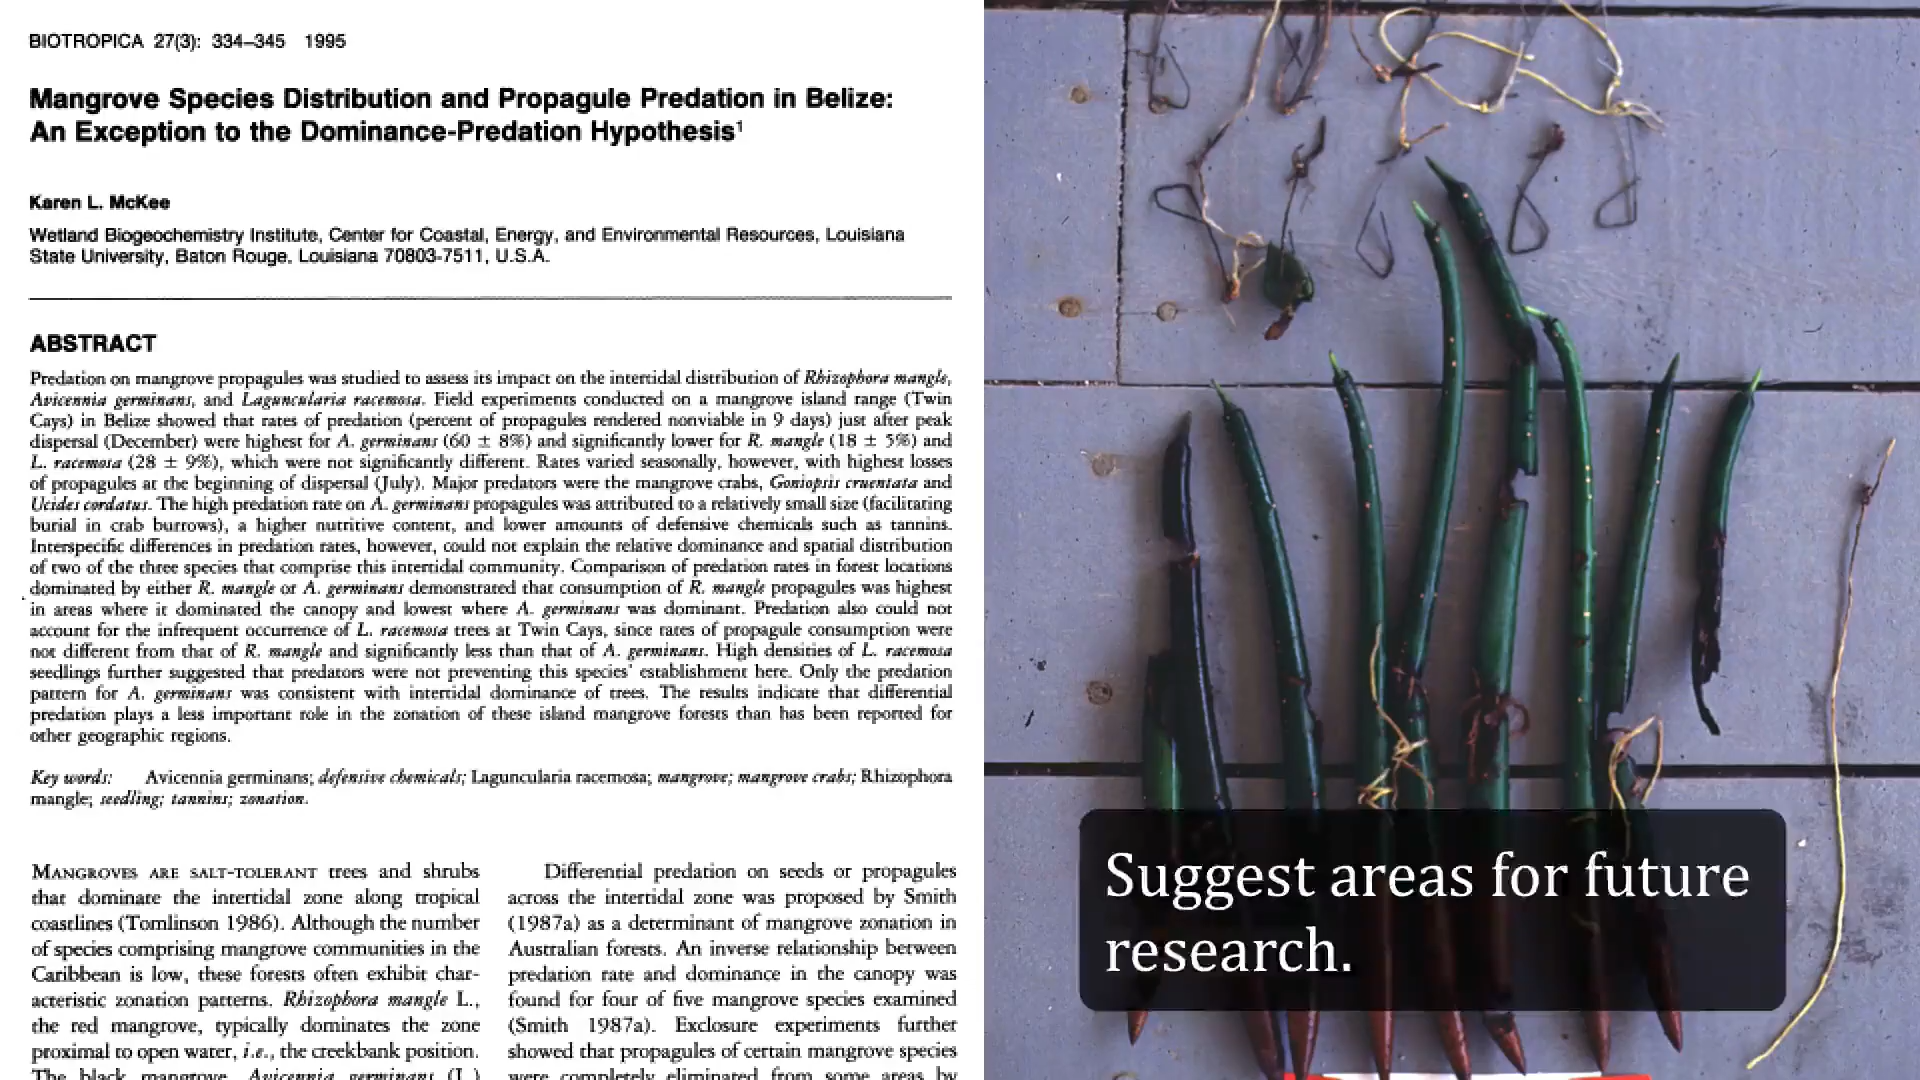 BIOTROPICA 27(3): 334–345 1995
Mangrove Species Distribution and Propagule Predation in Belize:
An Exception to the Dominance-Predation Hypothesis¹
Karen L. McKee
Wetland Biogeochemistry Institute, Center for Coastal, Energy, and Environmental Resources, Louisiana
State University, Baton Rouge, Louisiana 70803-7511, U.S.A.
ABSTRACT
Predation on mangrove propagules was studied to assess its impact on the intertidal distribution of Rhizophora mangle,
Avicennia germinans, and Laguncularia racemosa. Field experiments conducted on a mangrove island range (Twin
Cays) in Belize showed that rates of predation (percent of propagules rendered nonviable in 9 days) just after peak
dispersal (December) were highest for A. germinans (60 ± 8%) and significantly lower for R. mangle (18 ± 5%) and
L. racemosa (28 ± 9%), which were not significantly different. Rates varied seasonally, however, with highest losses
of propagules at the beginning of dispersal (July). Major predators were the mangrove crabs, Goniopsis cruentata and
Ucides cordatus. The high predation rate on A. germinans propagules was attributed to a relatively small size (facilitating
burial in crab burrows), a higher nutritive content, and lower amounts of defensive chemicals such as tannins.
Interspecific differences in predation rates, however, could not explain the relative dominance and spatial distribution
of two of the three species that comprise this intertidal community. Comparison of predation rates in forest locations
dominated by either R. mangle or A. germinans demonstrated that consumption of R. mangle propagules was highest
in areas where it dominated the canopy and lowest where A. germinans was dominant. Predation also could not
account for the infrequent occurrence of L. racemosa trees at Twin Cays, since rates of propagule consumption were
not different from that of R. mangle and significantly less than that of A. germinans. High densities of L. racemosa
seedlings further suggested that predators were not preventing this species' establishment here. Only the predation
pattern for A. germinans was consistent with intertidal dominance of trees. The results indicate that differential
predation plays a less important role in the zonation of these island mangrove forests than has been reported for
other geographic regions.
Key words: Avicennia germinans; defensive chemicals; Laguncularia racemosa; mangrove; mangrove crabs; Rhizophora
mangle; seedling; tannins; zonation.
MANGROVES ARE SALT-TOLERANT trees and shrubs
that dominate the intertidal zone along tropical
coastlines (Tomlinson 1986). Although the number
of species comprising mangrove communities in the
Caribbean is low, these forests often exhibit char-
acteristic zonation patterns. Rhizophora mangle L.,
the red mangrove, typically dominates the zone
proximal to open water, i.e., the creekbank position.
The black mangrove, Avicennia germinans (L.)
Differential predation on seeds or propagules
across the intertidal zone was proposed by Smith
(1987a) as a determinant of mangrove zonation in
Australian forests. An inverse relationship between
predation rate and dominance in the canopy was
found for four of five mangrove species examined
(Smith 1987a). Exclosure experiments further
showed that propagules of certain mangrove species
were completely eliminated from some areas by
Suggest areas for future
research.